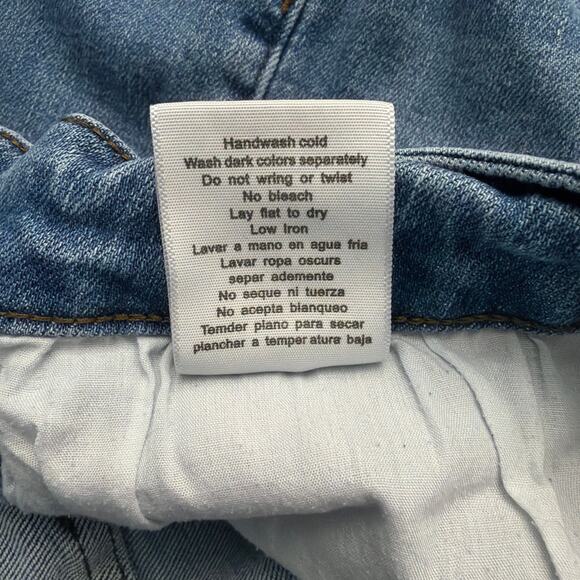 Handwash cold
Wash dark colors separately
Do not wring or twist
No bleach
Lay flat to dry
Low Iron
Lavar a mano en agua fria
Lavar ropa oscurs
separ ademente
No seque ni tuerza
No acepta blanqueo
Temder plano para secar
planchar a temper atura baja